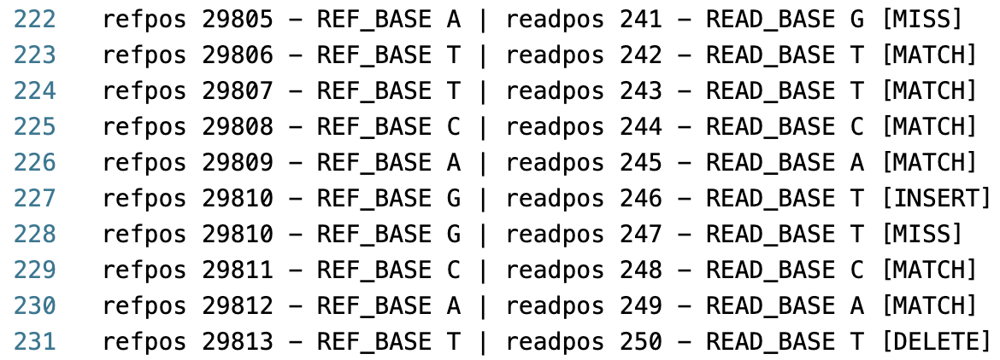 222 refpos 29805 – REF_BASE A | readpos 241 – READ_BASE G [MISS]
223 refpos 29806 – REF_BASE T | readpos 242 – READ_BASE T [MATCH]
224 refpos 29807 – REF_BASE T | readpos 243 – READ_BASE T [MATCH]
225 refpos 29808 – REF_BASE C | readpos 244 – READ_BASE C [MATCH]
226 refpos 29809 – REF_BASE A | readpos 245 – READ_BASE A [MATCH]
227 refpos 29810 – REF_BASE G | readpos 246 – READ_BASE T [INSERT]
228 refpos 29810 – REF_BASE G | readpos 247 – READ_BASE T [MISS]
229 refpos 29811 – REF_BASE C | readpos 248 – READ_BASE C [MATCH]
230 refpos 29812 – REF_BASE A | readpos 249 – READ_BASE A [MATCH]
231 refpos 29813 – REF_BASE T | readpos 250 – READ_BASE T [DELETE]